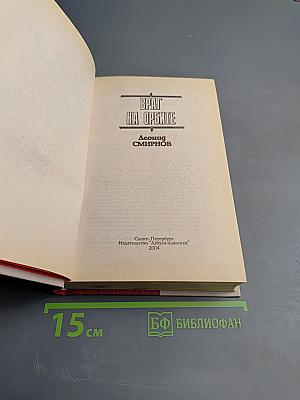 ВРАГ
НА ОРБИТЕ
Леонид
СМИРНОВ
Санкт-Петербург
Издательство "Азбука-классика"
2004
15 см
БФ БИБЛИОФАН